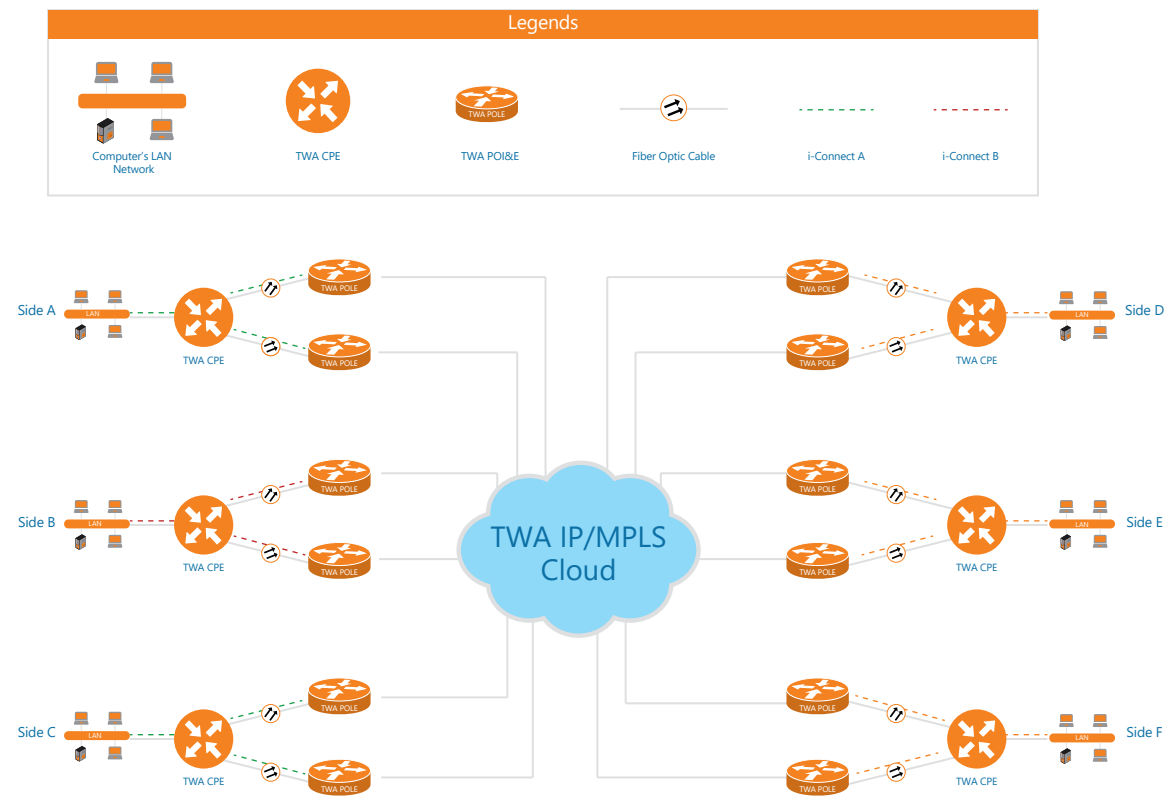 Legends
TWA POLE
Computer's LAN
Network
TWA CPE
TWA POI&E
Fiber Optic Cable
i-Connect A
i-Connect B
Side A
LAN
TWA CPE
TWA POLE
TWA POLE
TWA POLE
TWA POLE
TWA CPE
LAN
Side D
Side B
LAN
TWA CPE
TWA POLE
TWA POLE
TWA IP/MPLS
Cloud
TWA POLE
TWA POLE
TWA CPE
LAN
Side E
Side C
LAN
TWA CPE
TWA POLE
TWA POLE
TWA POLE
TWA POLE
TWA CPE
LAN
Side F